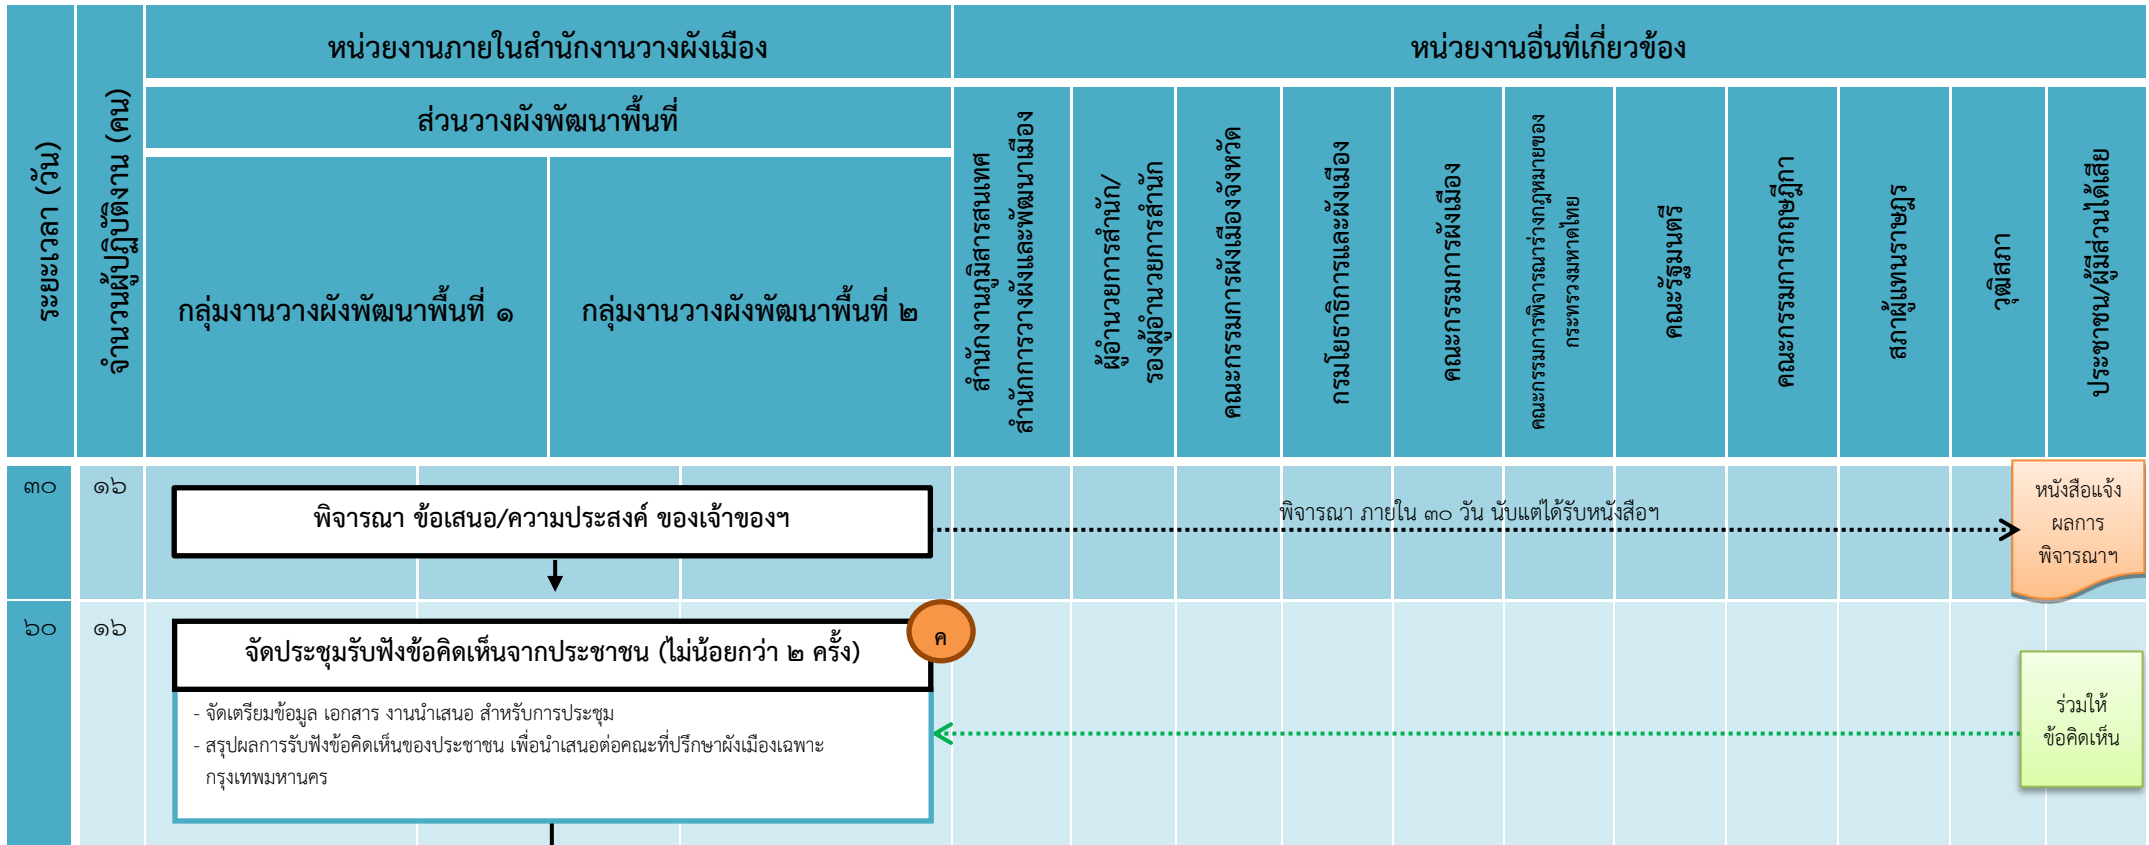 ระยะเวลา (วัน)
จำนวนผู้ปฏิบัติงาน (คน)
หน่วยงานภายในสำนักงานวางผังเมือง
หน่วยงานอื่นที่เกี่ยวข้อง
ส่วนวางผังพัฒนาพื้นที่
กลุ่มงานวางผังพัฒนาพื้นที่ ๑
กลุ่มงานวางผังพัฒนาพื้นที่ ๒
สำนักงานภูมิสารสนเทศ
สำนักการวางผังและพัฒนาเมือง
ผู้อำนวยการสำนัก/
รองผู้อำนวยการสำนัก
คณะกรรมการผังเมืองจังหวัด
กรมโยธาธิการและผังเมือง
คณะกรรมการผังเมือง
คณะกรรมการพิจารณาร่างกฎหมายของ
กระทรวงมหาดไทย
คณะรัฐมนตรี
คณะกรรมการกฤษฎีกา
สภาผู้แทนราษฎร
วุฒิสภา
ประชาชน/ผู้มีส่วนได้เสีย
๓๐
๑๖
พิจารณา ข้อเสนอ/ความประสงค์ ของเจ้าของฯ
พิจารณา ภายใน ๓๐ วัน นับแต่ได้รับหนังสือฯ
หนังสือแจ้ง
ผลการ
พิจารณาฯ
๖๐
๑๖
จัดประชุมรับฟังข้อคิดเห็นจากประชาชน (ไม่น้อยกว่า ๒ ครั้ง)
ค
- จัดเตรียมข้อมูล เอกสาร งานนำเสนอ สำหรับการประชุม
- สรุปผลการรับฟังข้อคิดเห็นของประชาชน เพื่อนำเสนอต่อคณะที่ปรึกษาผังเมืองเฉพาะ
กรุงเทพมหานคร
ร่วมให้
ข้อคิดเห็น